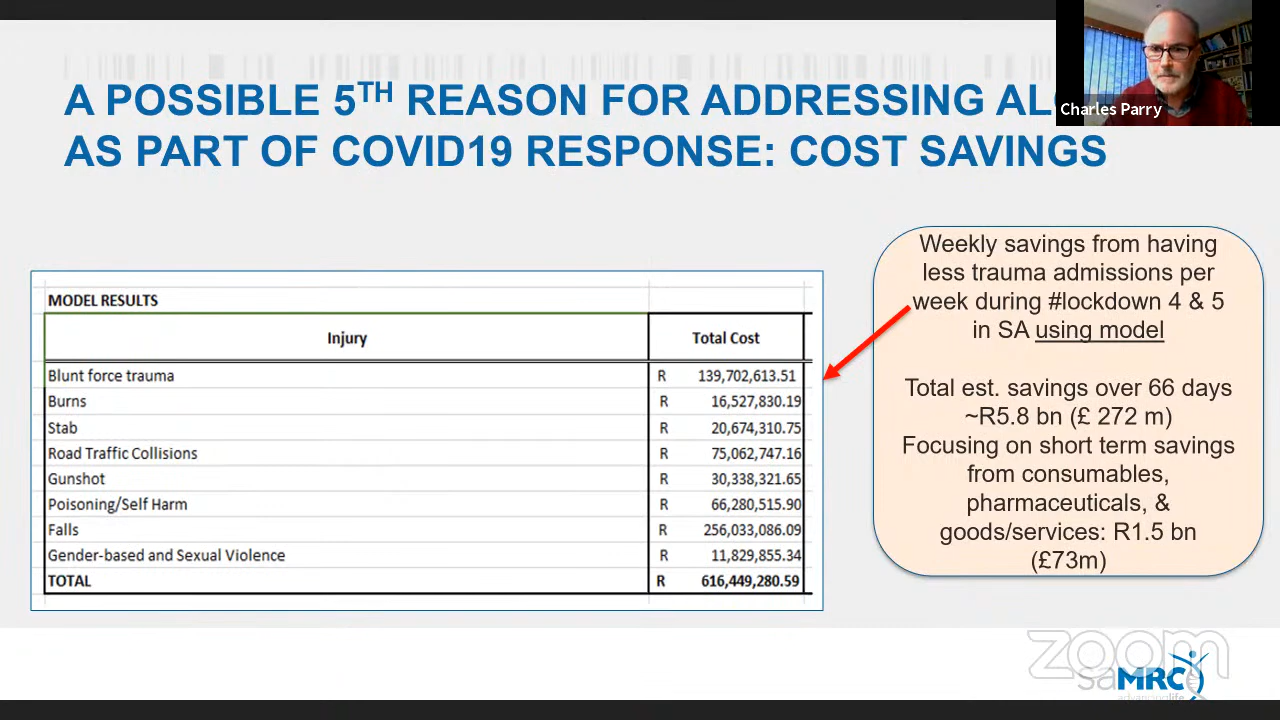 A POSSIBLE 5TH REASON FOR ADDRESSING
AS PART OF COVID19 RESPONSE: COST SAVINGS
Charles Parry
MODEL RESULTS
Injury Total Cost
Blunt force trauma R 139,702,613.51
Burns R 16,527,830.19
Stab R 20,674,310.75
Road Traffic Collisions R 75,062,747.16
Gunshot R 30,338,321.65
Poisoning/Self Harm R 66,280,515.90
Falls R 256,033,086.09
Gender-based and Sexual Violence R 11,829,855.34
TOTAL R 616,449,280.59
Weekly savings from having
less trauma admissions per
week during #lockdown 4 & 5
in SA using model
Total est. savings over 66 days
~R5.8 bn (£ 272 m)
Focusing on short term savings
from consumables,
pharmaceuticals, &
goods/services: R1.5 bn
(£73m)
zoom
saMRC
advancinglife